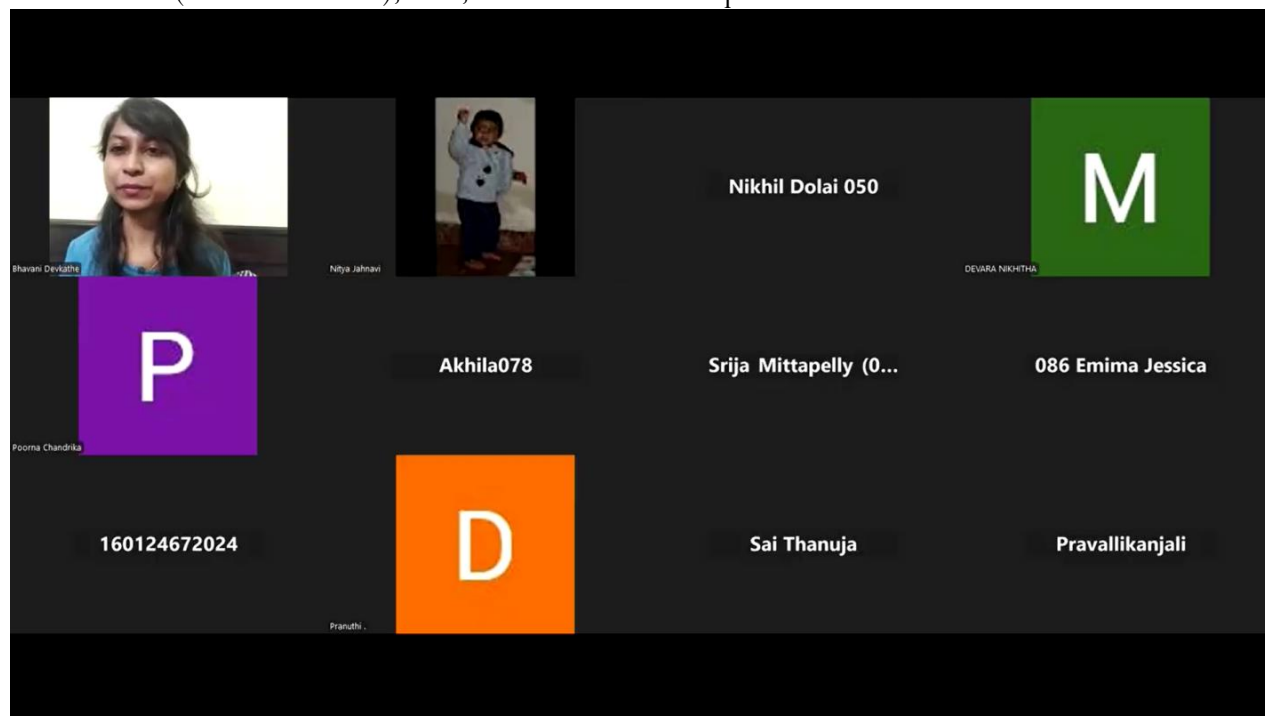 Nikhil Dolai 050
M
Bhavani Devkathe
Nitya Jahnavi
DEVARA NIKHITHA
P
Akhila078
Srija Mittapelly (0...
086 Emima Jessica
Poorna Chandrika
160124672024
D
Sai Thanuja
Pravallikanjali
Pranuthi .